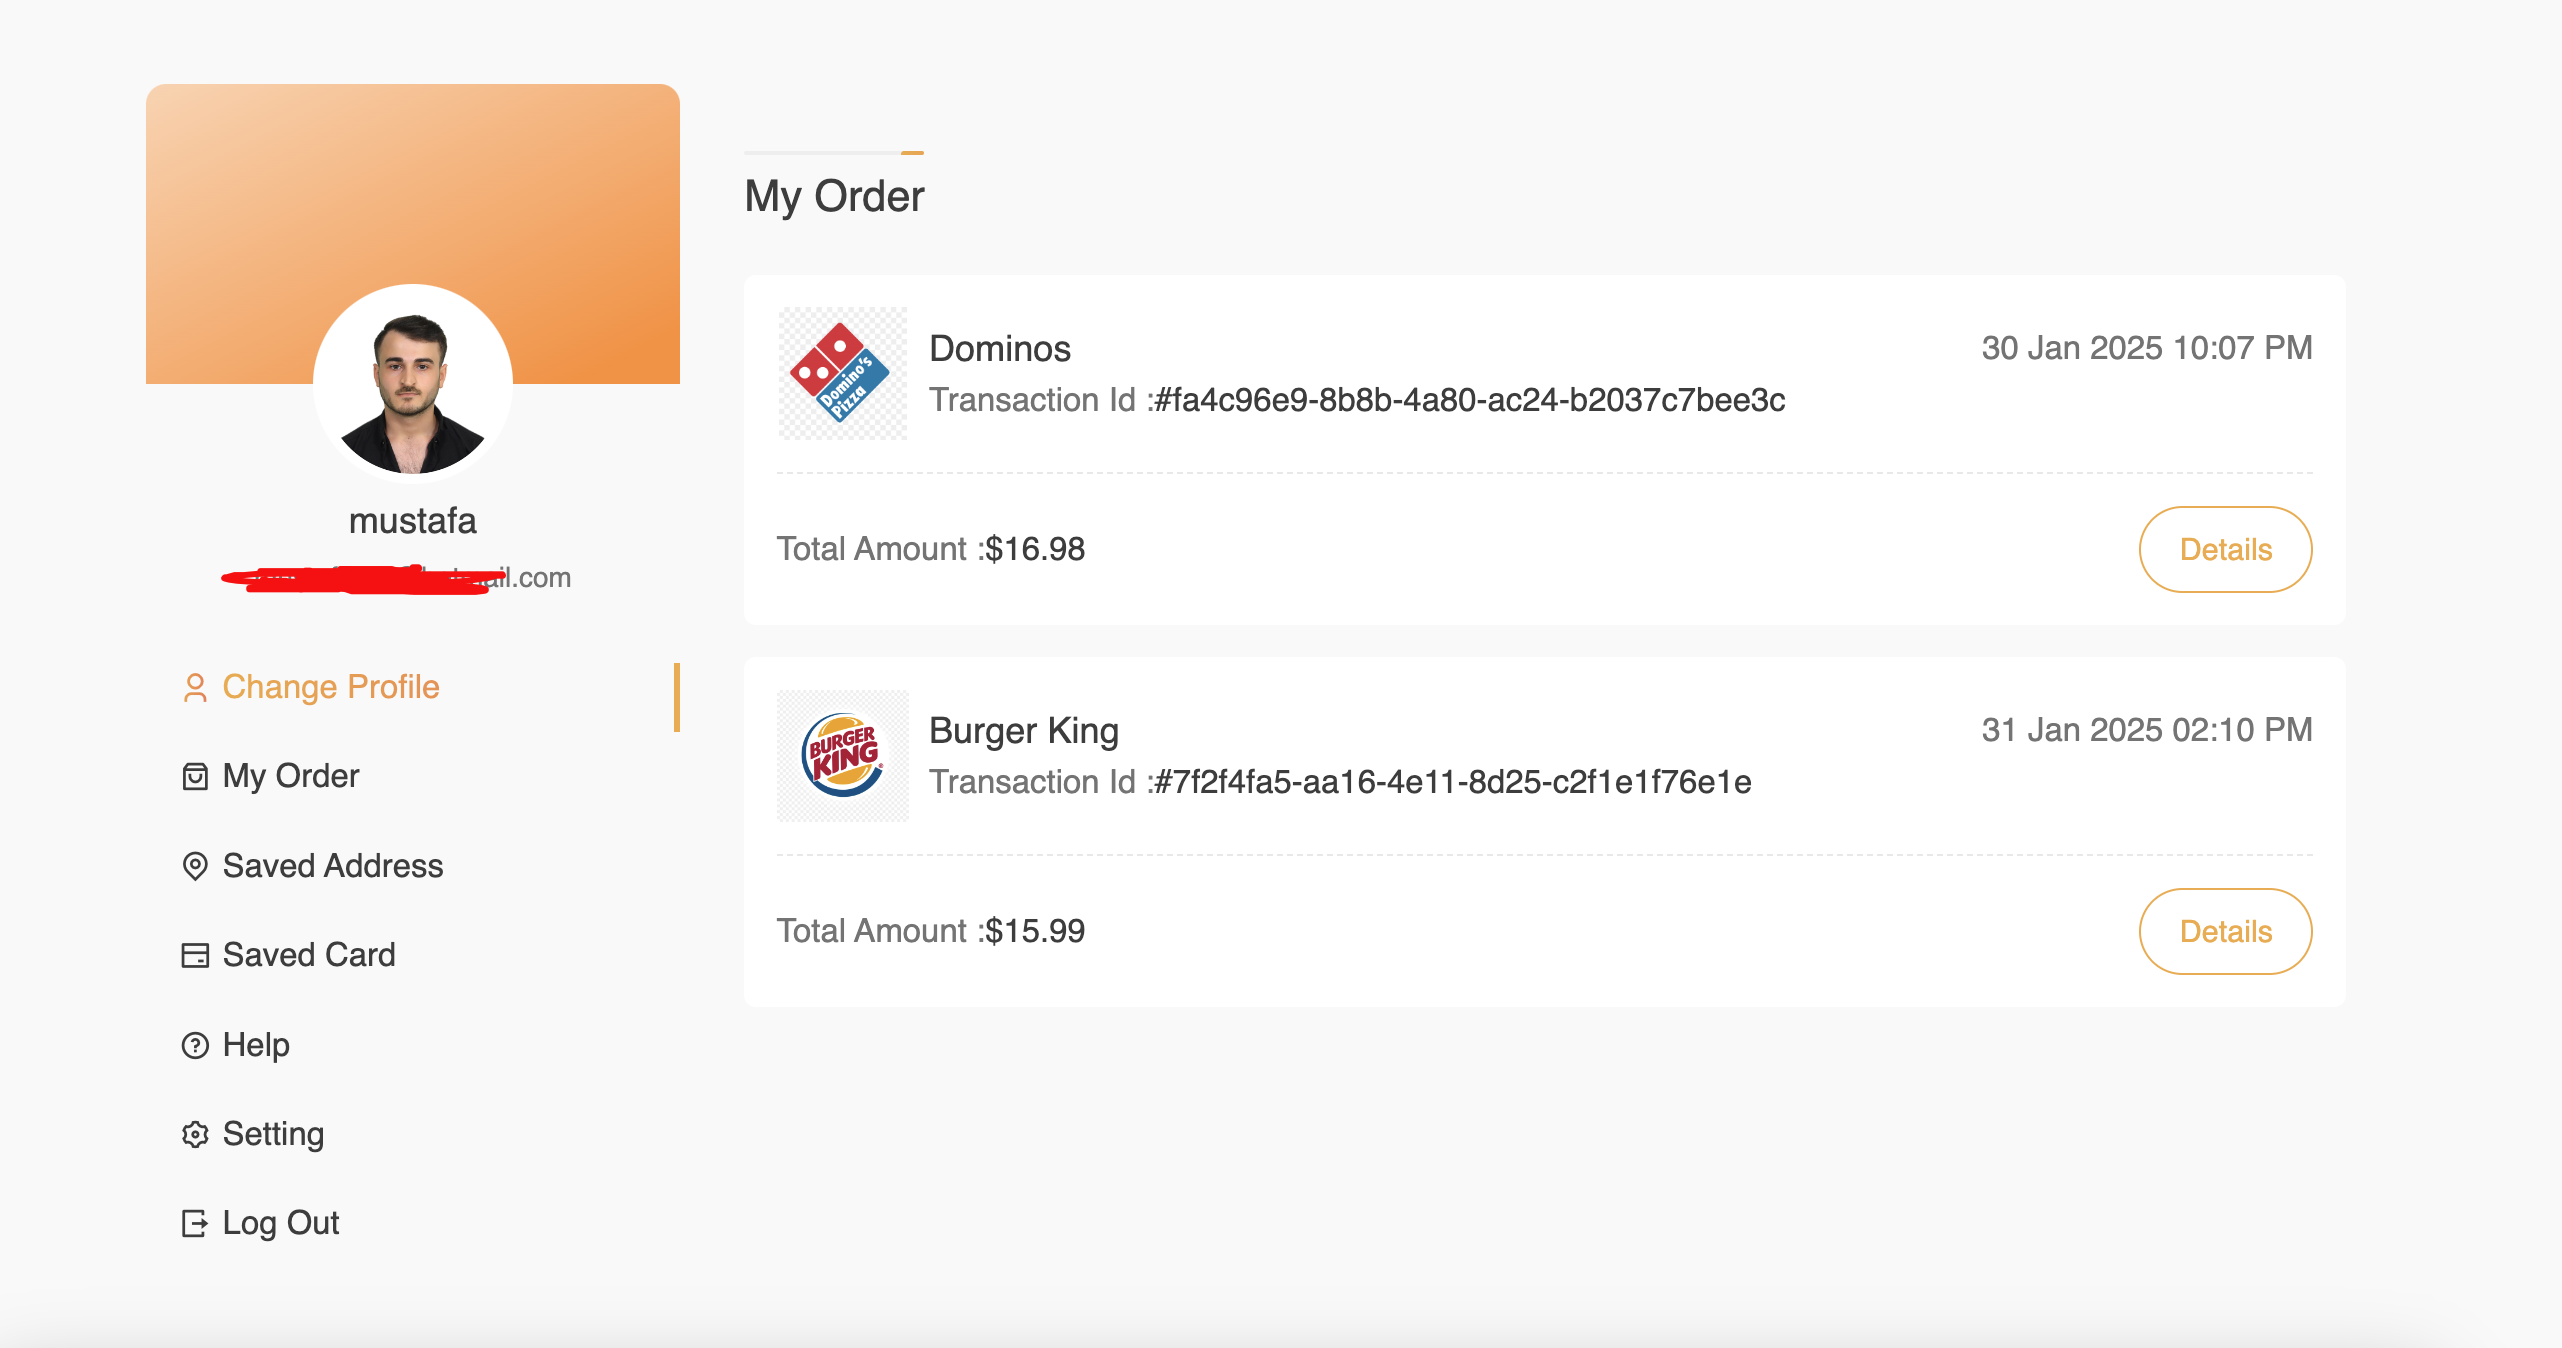 mustafa
Change Profile
My Order
Saved Address
Saved Card
Help
Setting
Log Out
My Order
Domino's
Pizza
Dominos
30 Jan 2025 10:07 PM
Transaction Id :#fa4c96e9-8b8b-4a80-ac24-b2037c7bee3c
Total Amount :$16.98
Details
BURGER
KING
Burger King
31 Jan 2025 02:10 PM
Transaction Id :#7f2f4fa5-aa16-4e11-8d25-c2f1e1f76e1e
Total Amount :$15.99
Details